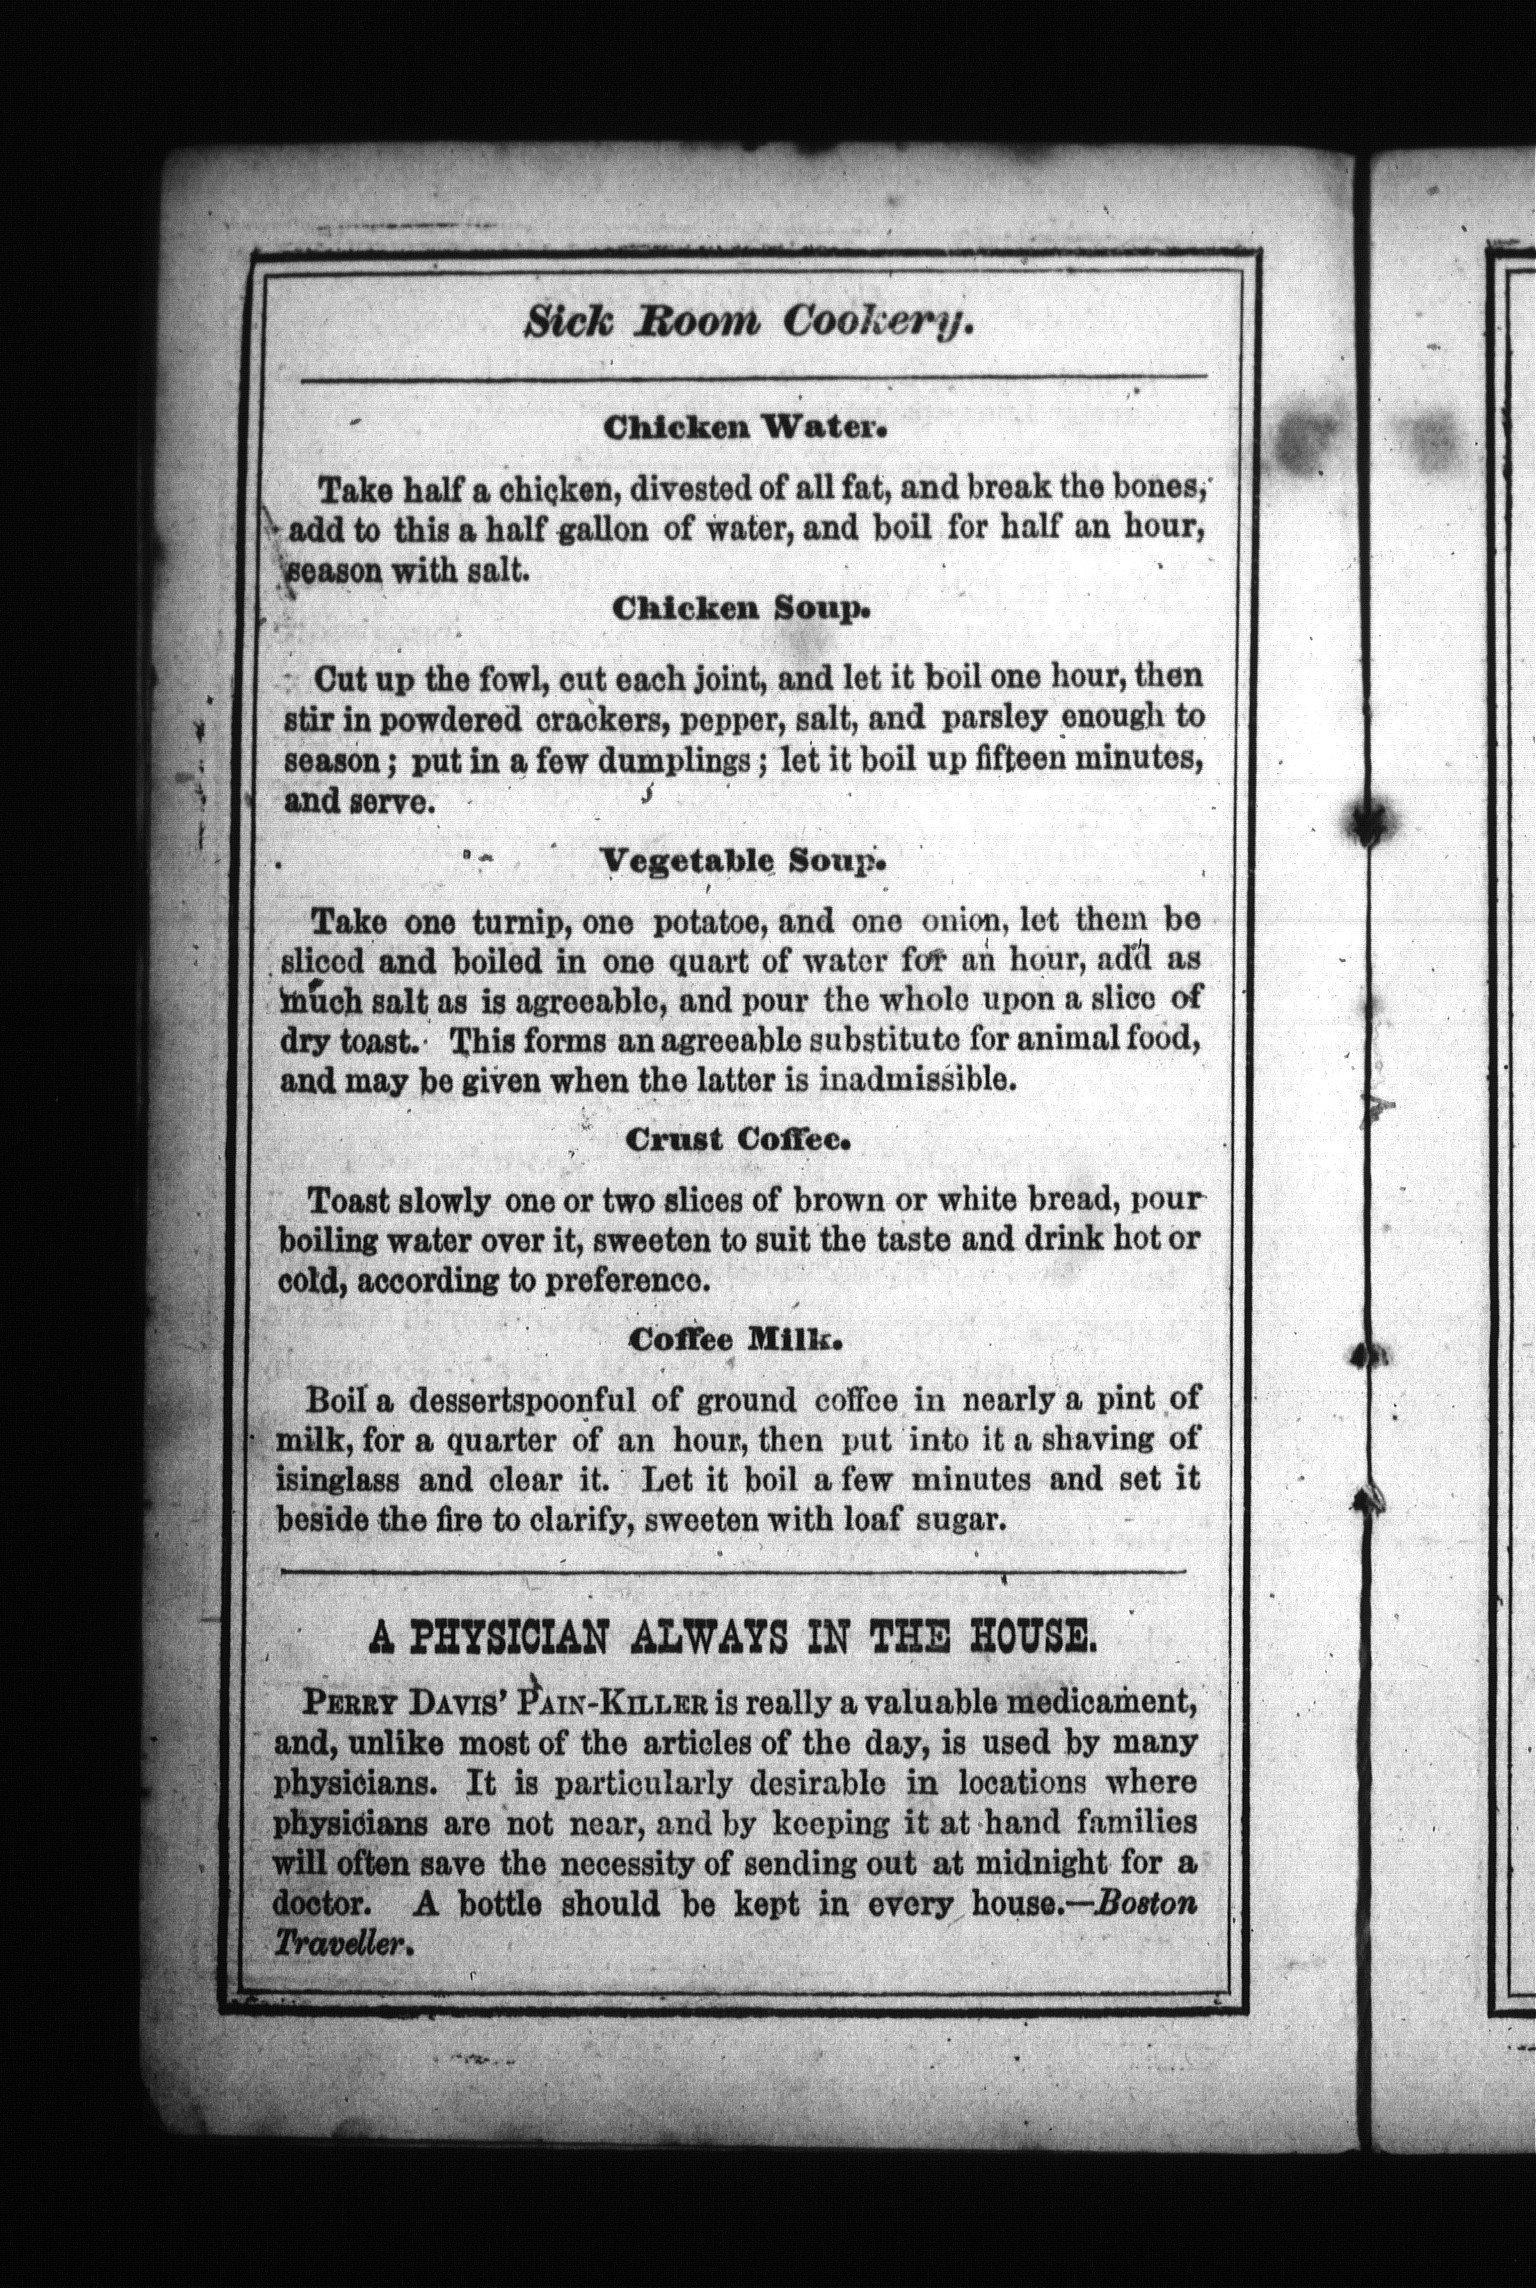 Sick Room Cookery.
Chicken Water.
Take half a chicken, divested of all fat, and break the bones,
add to this a half gallon of water, and boil for half an hour,
season with salt.
Chicken Soup.
Cut up the fowl, cut each joint, and let it boil one hour, then
stir in powdered crackers, pepper, salt, and parsley enough to
season; put in a few dumplings; let it boil up fifteen minutes,
and serve.
Vegetable Soup.
Take one turnip, one potatoe, and one onion, let them be
sliced and boiled in one quart of water for an hour, add as
much salt as is agreeable, and pour the whole upon a slice of
dry toast. This forms an agreeable substitute for animal food,
and may be given when the latter is inadmissible.
Crust Coffee.
Toast slowly one or two slices of brown or white bread, pour
boiling water over it, sweeten to suit the taste and drink hot or
cold, according to preference.
Coffee Milk.
Boil a dessertspoonful of ground coffee in nearly a pint of
milk, for a quarter of an hour, then put into it a shaving of
isinglass and clear it. Let it boil a few minutes and set it
beside the fire to clarify, sweeten with loaf sugar.
A PHYSICIAN ALWAYS IN THE HOUSE.
PERRY DAVIS' PAIN-KILLER is really a valuable medicament,
and, unlike most of the articles of the day, is used by many
physicians. It is particularly desirable in locations where
physicians are not near, and by keeping it at hand families
will often save the necessity of sending out at midnight for a
doctor. A bottle should be kept in every house.—Boston
Traveller.